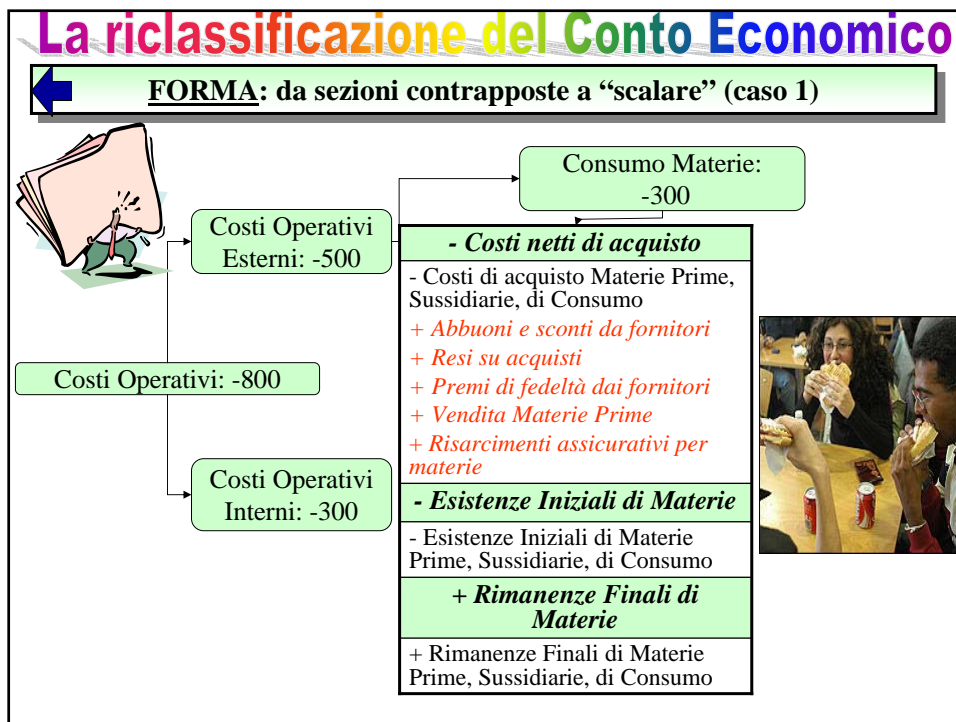 La riclassificazione del Conto Economico
FORMA: da sezioni contrapposte a “scalare” (caso 1)
Consumo Materie:
-300
Costi Operativi
Esterni: -500
Costi Operativi: -800
Costi Operativi
Interni: -300
- Costi netti di acquisto
- Costi di acquisto Materie Prime,
Sussidiarie, di Consumo
+ Abbuoni e sconti da fornitori
+ Resi su acquisti
+ Premi di fedeltà dai fornitori
+ Vendita Materie Prime
+ Risarcimenti assicurativi per
materie
- Esistenze Iniziali di Materie
- Esistenze Iniziali di Materie
Prime, Sussidiarie, di Consumo
+ Rimanenze Finali di
Materie
+ Rimanenze Finali di Materie
Prime, Sussidiarie, di Consumo